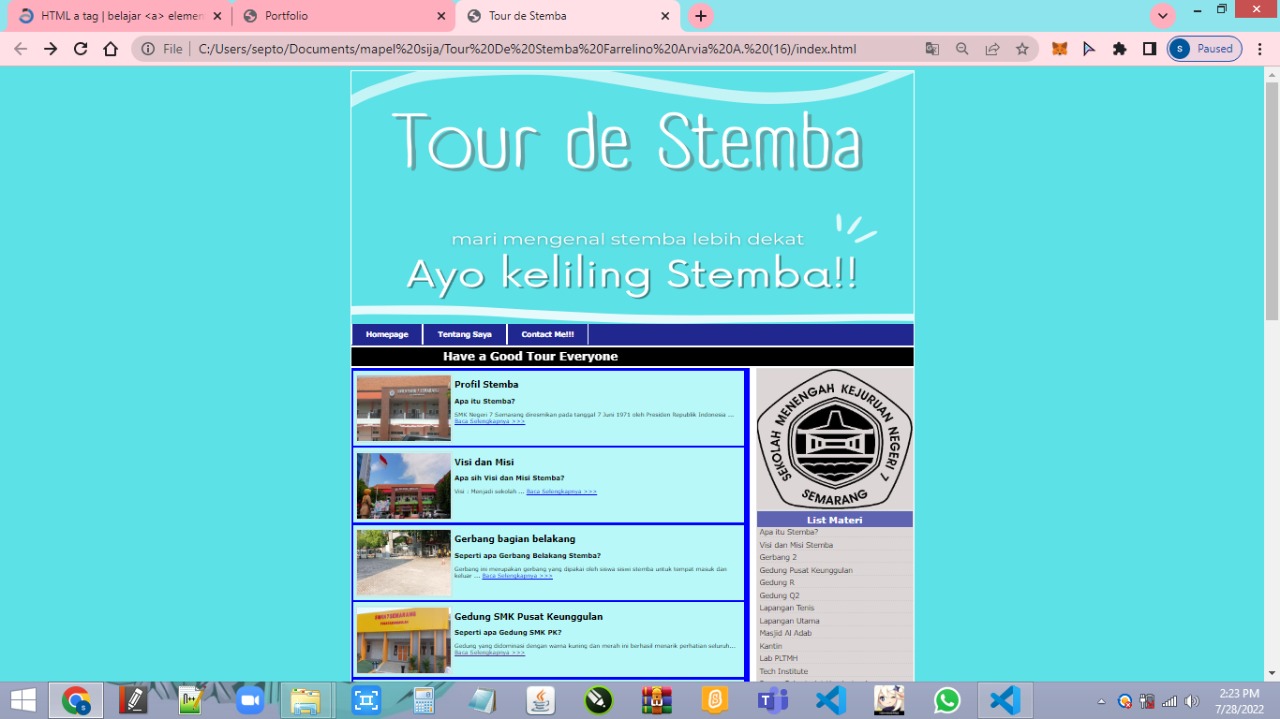 HTML a tag | belajar <a> elemen
Portfolio
Tour de Stemba
File
C:/Users/septo/Documents/mapel%20sija/Tour%20De%20Stemba%20Farrelino%20Arvia%20A.%20(16)/index.html
S Paused
Tour de Stemba
mari mengenal stemba lebih dekat
Ayo keliling Stemba!!
Homepage
Tentang Saya
Contact Me!!!
Have a Good Tour Everyone
Profil Stemba
Apa itu Stemba?
SMK Negeri 7 Semarang diresmikan pada tanggal 7 Juni 1971 oleh Presiden Republik Indonesia ...
Baca Selengkapnya >>>
Visi dan Misi
Apa sih Visi dan Misi Stemba?
Visi : Menjadi sekolah ... Baca Selengkapnya >>>
Gerbang bagian belakang
Seperti apa Gerbang Belakang Stemba?
Gerbang ini merupakan gerbang yang dipakai oleh siswa siswi stemba untuk tempat masuk dan
keluar ... Baca Selengkapnya >>>
Gedung SMK Pusat Keunggulan
Seperti apa Gedung SMK PK?
Gedung yang didominasi dengan warna kuning dan merah ini berhasil menarik perhatian seluruh...
Baca Selengkapnya >>>
SEKOLAH MENENGAH KEJURUAN NEGERI 7
SEMARANG
List Materi
Apa itu Stemba?
Visi dan Misi Stemba
Gerbang 2
Gedung Pusat Keunggulan
Gedung R
Gedung Q2
Lapangan Tenis
Lapangan Utama
Masjid Al Adab
Kantin
Lab PLTMH
Tech Institute
2:23 PM
7/28/2022